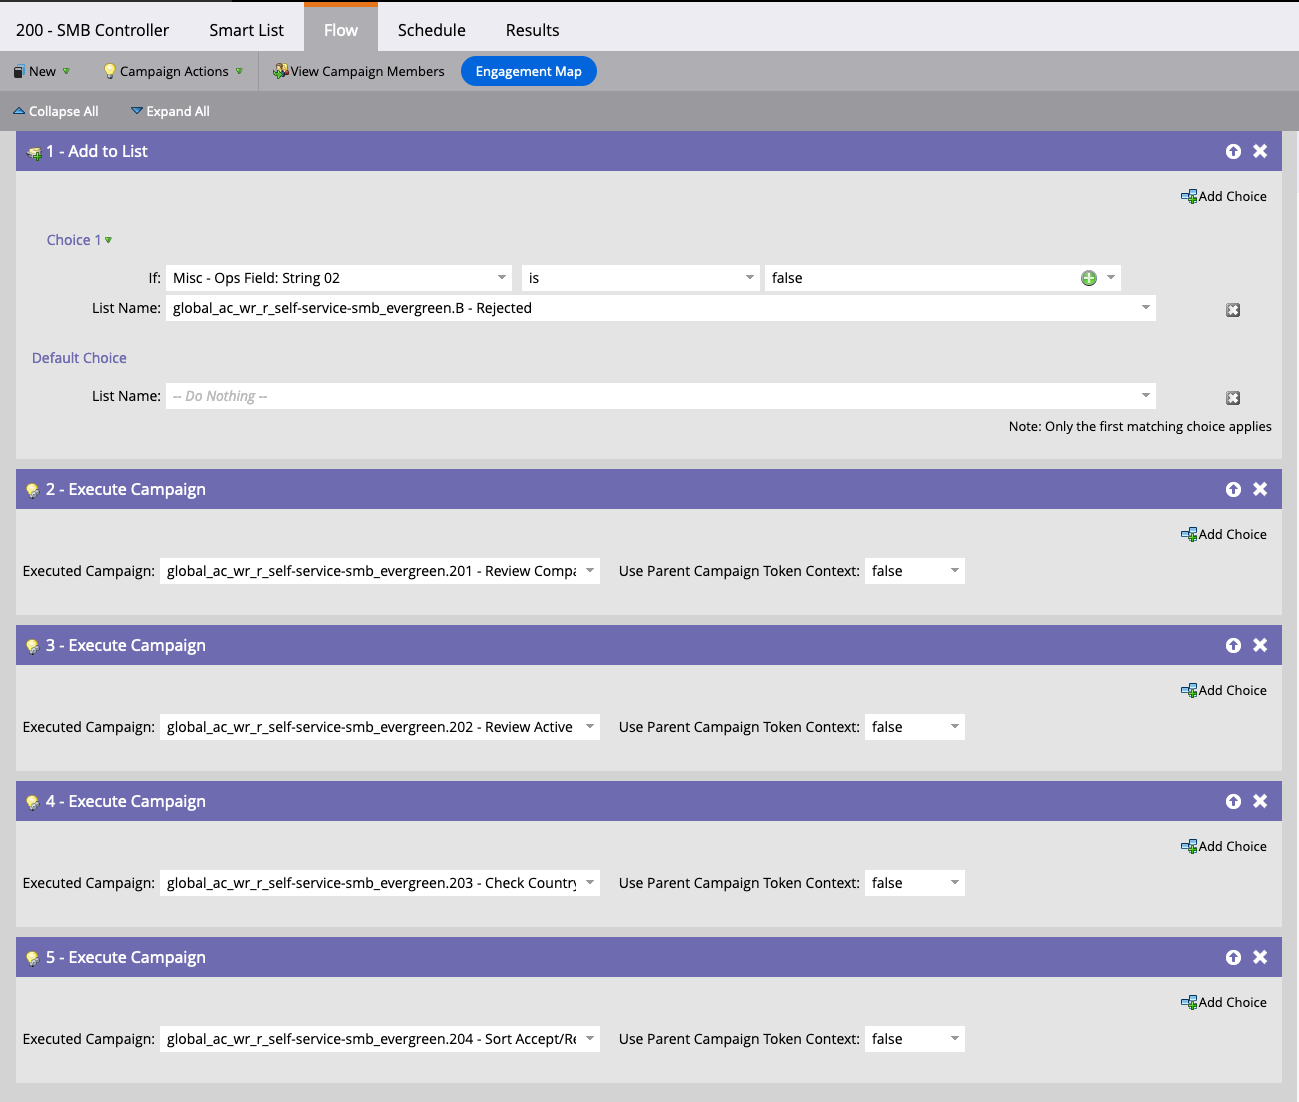 200 - SMB Controller Smart List Flow Schedule Results
New Campaign Actions View Campaign Members Engagement Map
Collapse All Expand All
1 - Add to List
Add Choice
Choice 1
If: Misc - Ops Field: String 02 is false
List Name: global_ac_wr_r_self-service-smb_evergreen.B - Rejected
Default Choice
List Name: -- Do Nothing --
Note: Only the first matching choice applies
2 - Execute Campaign
Add Choice
Executed Campaign: global_ac_wr_r_self-service-smb_evergreen.201 - Review Compa Use Parent Campaign Token Context: false
3 - Execute Campaign
Add Choice
Executed Campaign: global_ac_wr_r_self-service-smb_evergreen.202 - Review Active Use Parent Campaign Token Context: false
4 - Execute Campaign
Add Choice
Executed Campaign: global_ac_wr_r_self-service-smb_evergreen.203 - Check Country Use Parent Campaign Token Context: false
5 - Execute Campaign
Add Choice
Executed Campaign: global_ac_wr_r_self-service-smb_evergreen.204 - Sort Accept/Re Use Parent Campaign Token Context: false